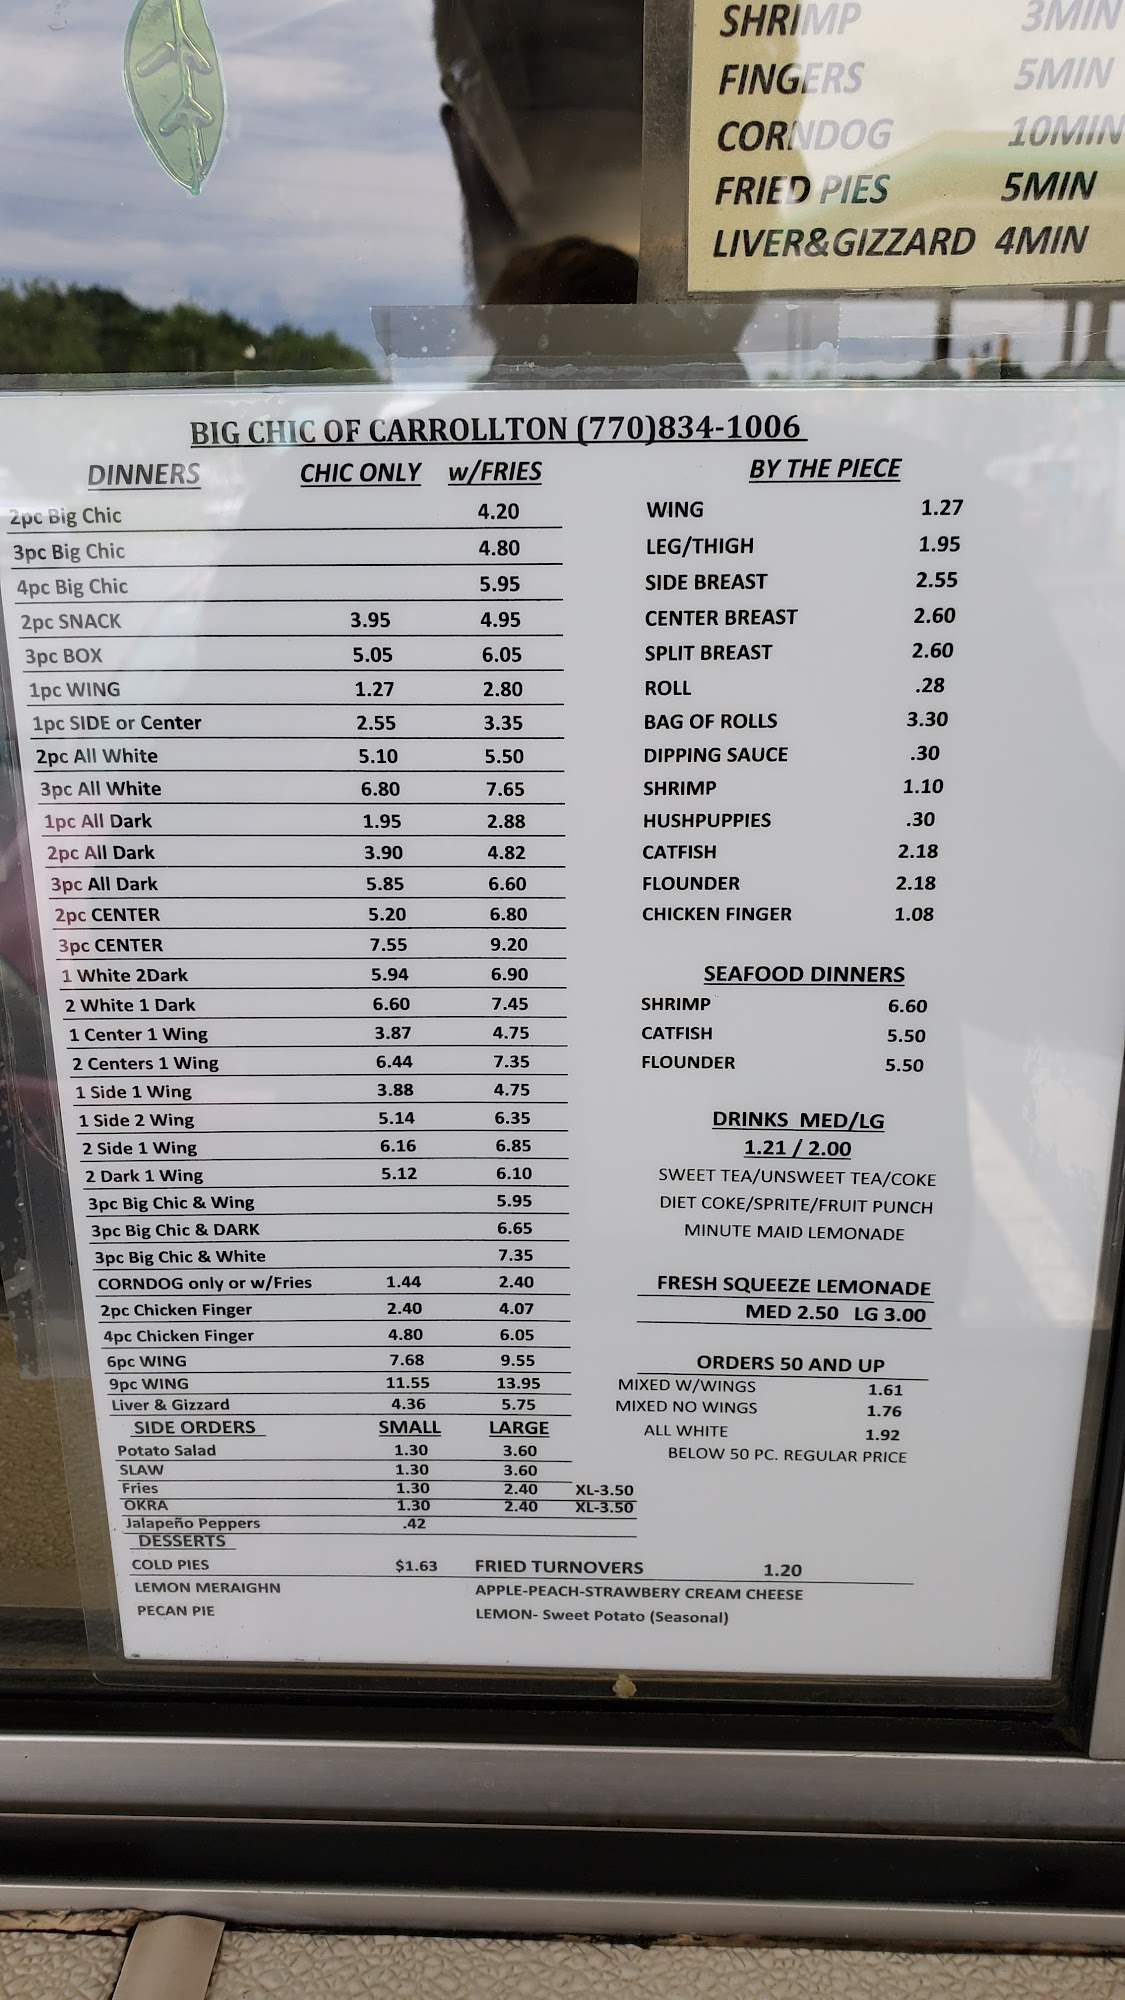 SHRIMP 3MIN
FINGERS 5MIN
CORNDOG 10MIN
FRIED PIES 5MIN
LIVER&GIZZARD 4MIN
BIG CHIC OF CARROLLTON (770)834-1006
DINNERS CHIC ONLY w/FRIES
2pc Big Chic 4.20
3pc Big Chic 4.80
4pc Big Chic 5.95
2pc SNACK 3.95 4.95
3pc BOX 5.05 6.05
1pc WING 1.27 2.80
1pc SIDE or Center 2.55 3.35
2pc All White 5.10 5.50
3pc All White 6.80 7.65
1pc All Dark 1.95 2.88
2pc All Dark 3.90 4.82
3pc All Dark 5.85 6.60
2pc CENTER 5.20 6.80
3pc CENTER 7.55 9.20
1 White 2Dark 5.94 6.90
2 White 1 Dark 6.60 7.45
1 Center 1 Wing 3.87 4.75
2 Centers 1 Wing 6.44 7.35
1 Side 1 Wing 3.88 4.75
1 Side 2 Wing 5.14 6.35
2 Side 1 Wing 6.16 6.85
2 Dark 1 Wing 5.12 6.10
3pc Big Chic & Wing 5.95
3pc Big Chic & DARK 6.65
3pc Big Chic & White 7.35
CORNDOG only or w/Fries 1.44 2.40
2pc Chicken Finger 2.40 4.07
4pc Chicken Finger 4.80 6.05
6pc WING 7.68 9.55
9pc WING 11.55 13.95
Liver & Gizzard 4.36 5.75
SIDE ORDERS SMALL LARGE
Potato Salad 1.30 3.60
SLAW 1.30 3.60
Fries 1.30 2.40 XL-3.50
OKRA 1.30 2.40 XL-3.50
Jalapeño Peppers .42
BY THE PIECE
WING 1.27
LEG/THIGH 1.95
SIDE BREAST 2.55
CENTER BREAST 2.60
SPLIT BREAST 2.60
ROLL .28
BAG OF ROLLS 3.30
DIPPING SAUCE .30
SHRIMP 1.10
HUSHPUPPIES .30
CATFISH 2.18
FLOUNDER 2.18
CHICKEN FINGER 1.08
SEAFOOD DINNERS
SHRIMP 6.60
CATFISH 5.50
FLOUNDER 5.50
DRINKS MED/LG
1.21 / 2.00
SWEET TEA/UNSWEET TEA/COKE
DIET COKE/SPRITE/FRUIT PUNCH
MINUTE MAID LEMONADE
FRESH SQUEEZE LEMONADE
MED 2.50 LG 3.00
ORDERS 50 AND UP
MIXED W/WINGS 1.61
MIXED NO WINGS 1.76
ALL WHITE 1.92
BELOW 50 PC. REGULAR PRICE
DESSERTS
COLD PIES $1.63 FRIED TURNOVERS 1.20
LEMON MERAIGHN APPLE-PEACH-STRAWBERY CREAM CHEESE
PECAN PIE LEMON- Sweet Potato (Seasonal)